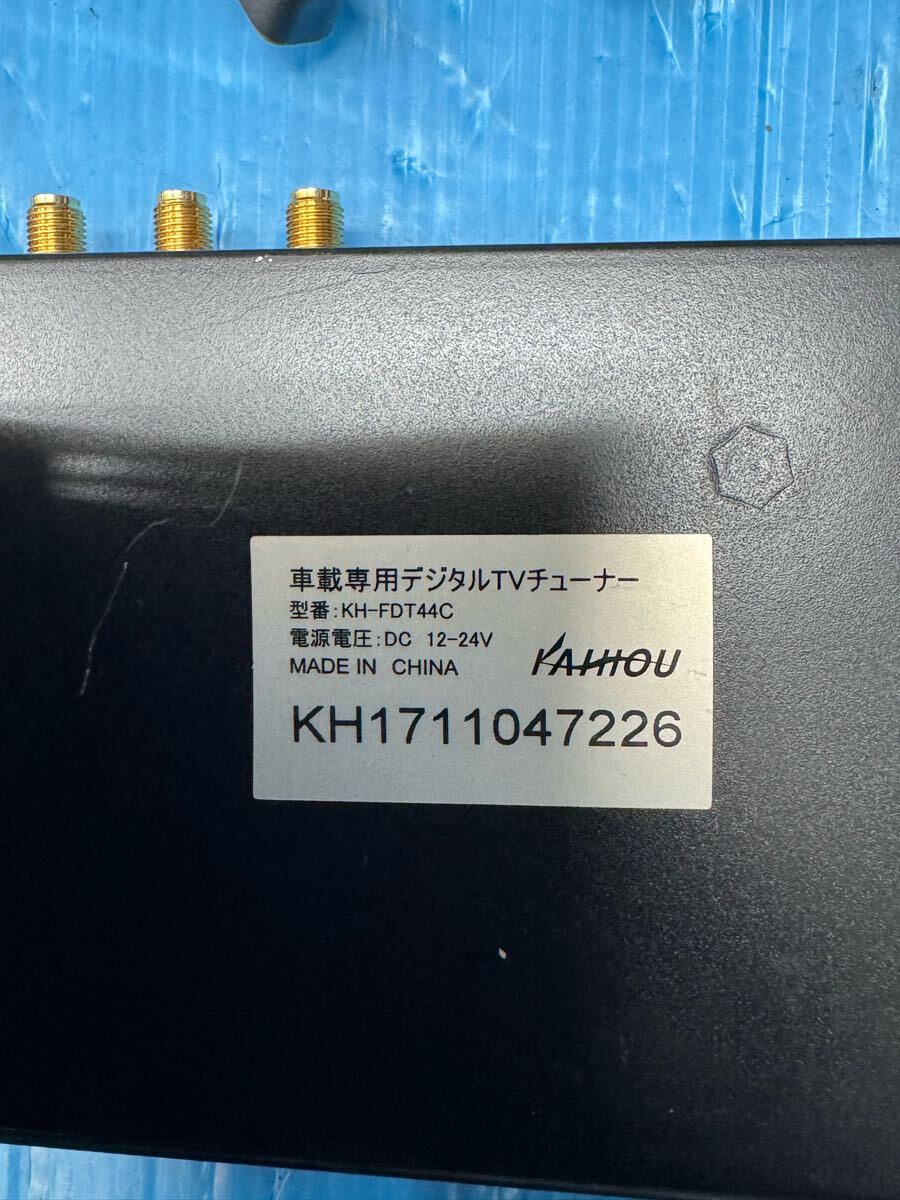 車載専用デジタルTVチューナー
型番:KH-FDT44C
電源電圧:DC 12-24V
MADE IN CHINA
KAIHOU
KH1711047226